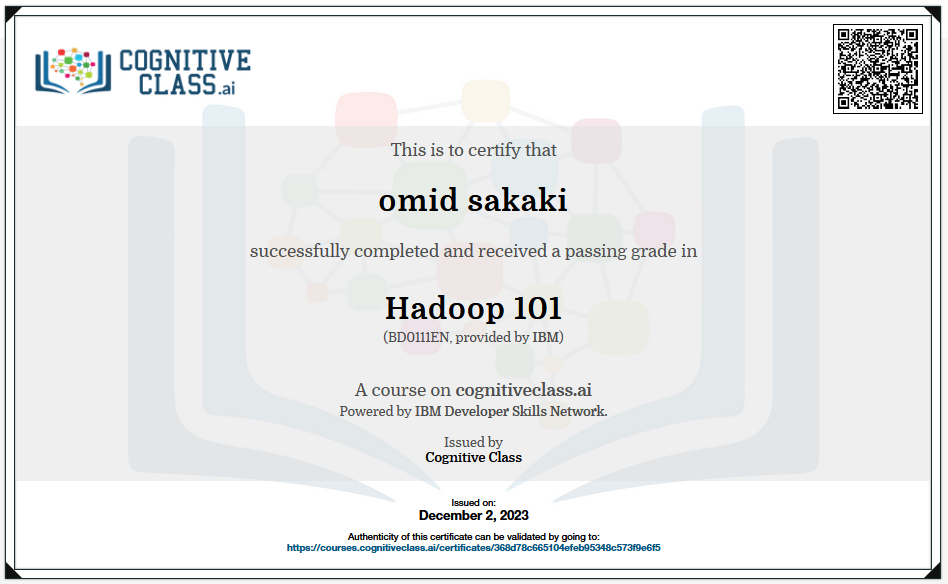 COGNITIVE
CLASS.ai
This is to certify that
omid sakaki
successfully completed and received a passing grade in
Hadoop 101
(BD0111EN, provided by IBM)
A course on cognitiveclass.ai
Powered by IBM Developer Skills Network.
Issued by
Cognitive Class
Issued on:
December 2, 2023
Authenticity of this certificate can be validated by going to:
https://courses.cognitiveclass.ai/certificates/368d78c665104efeb95348c573f9e6f5